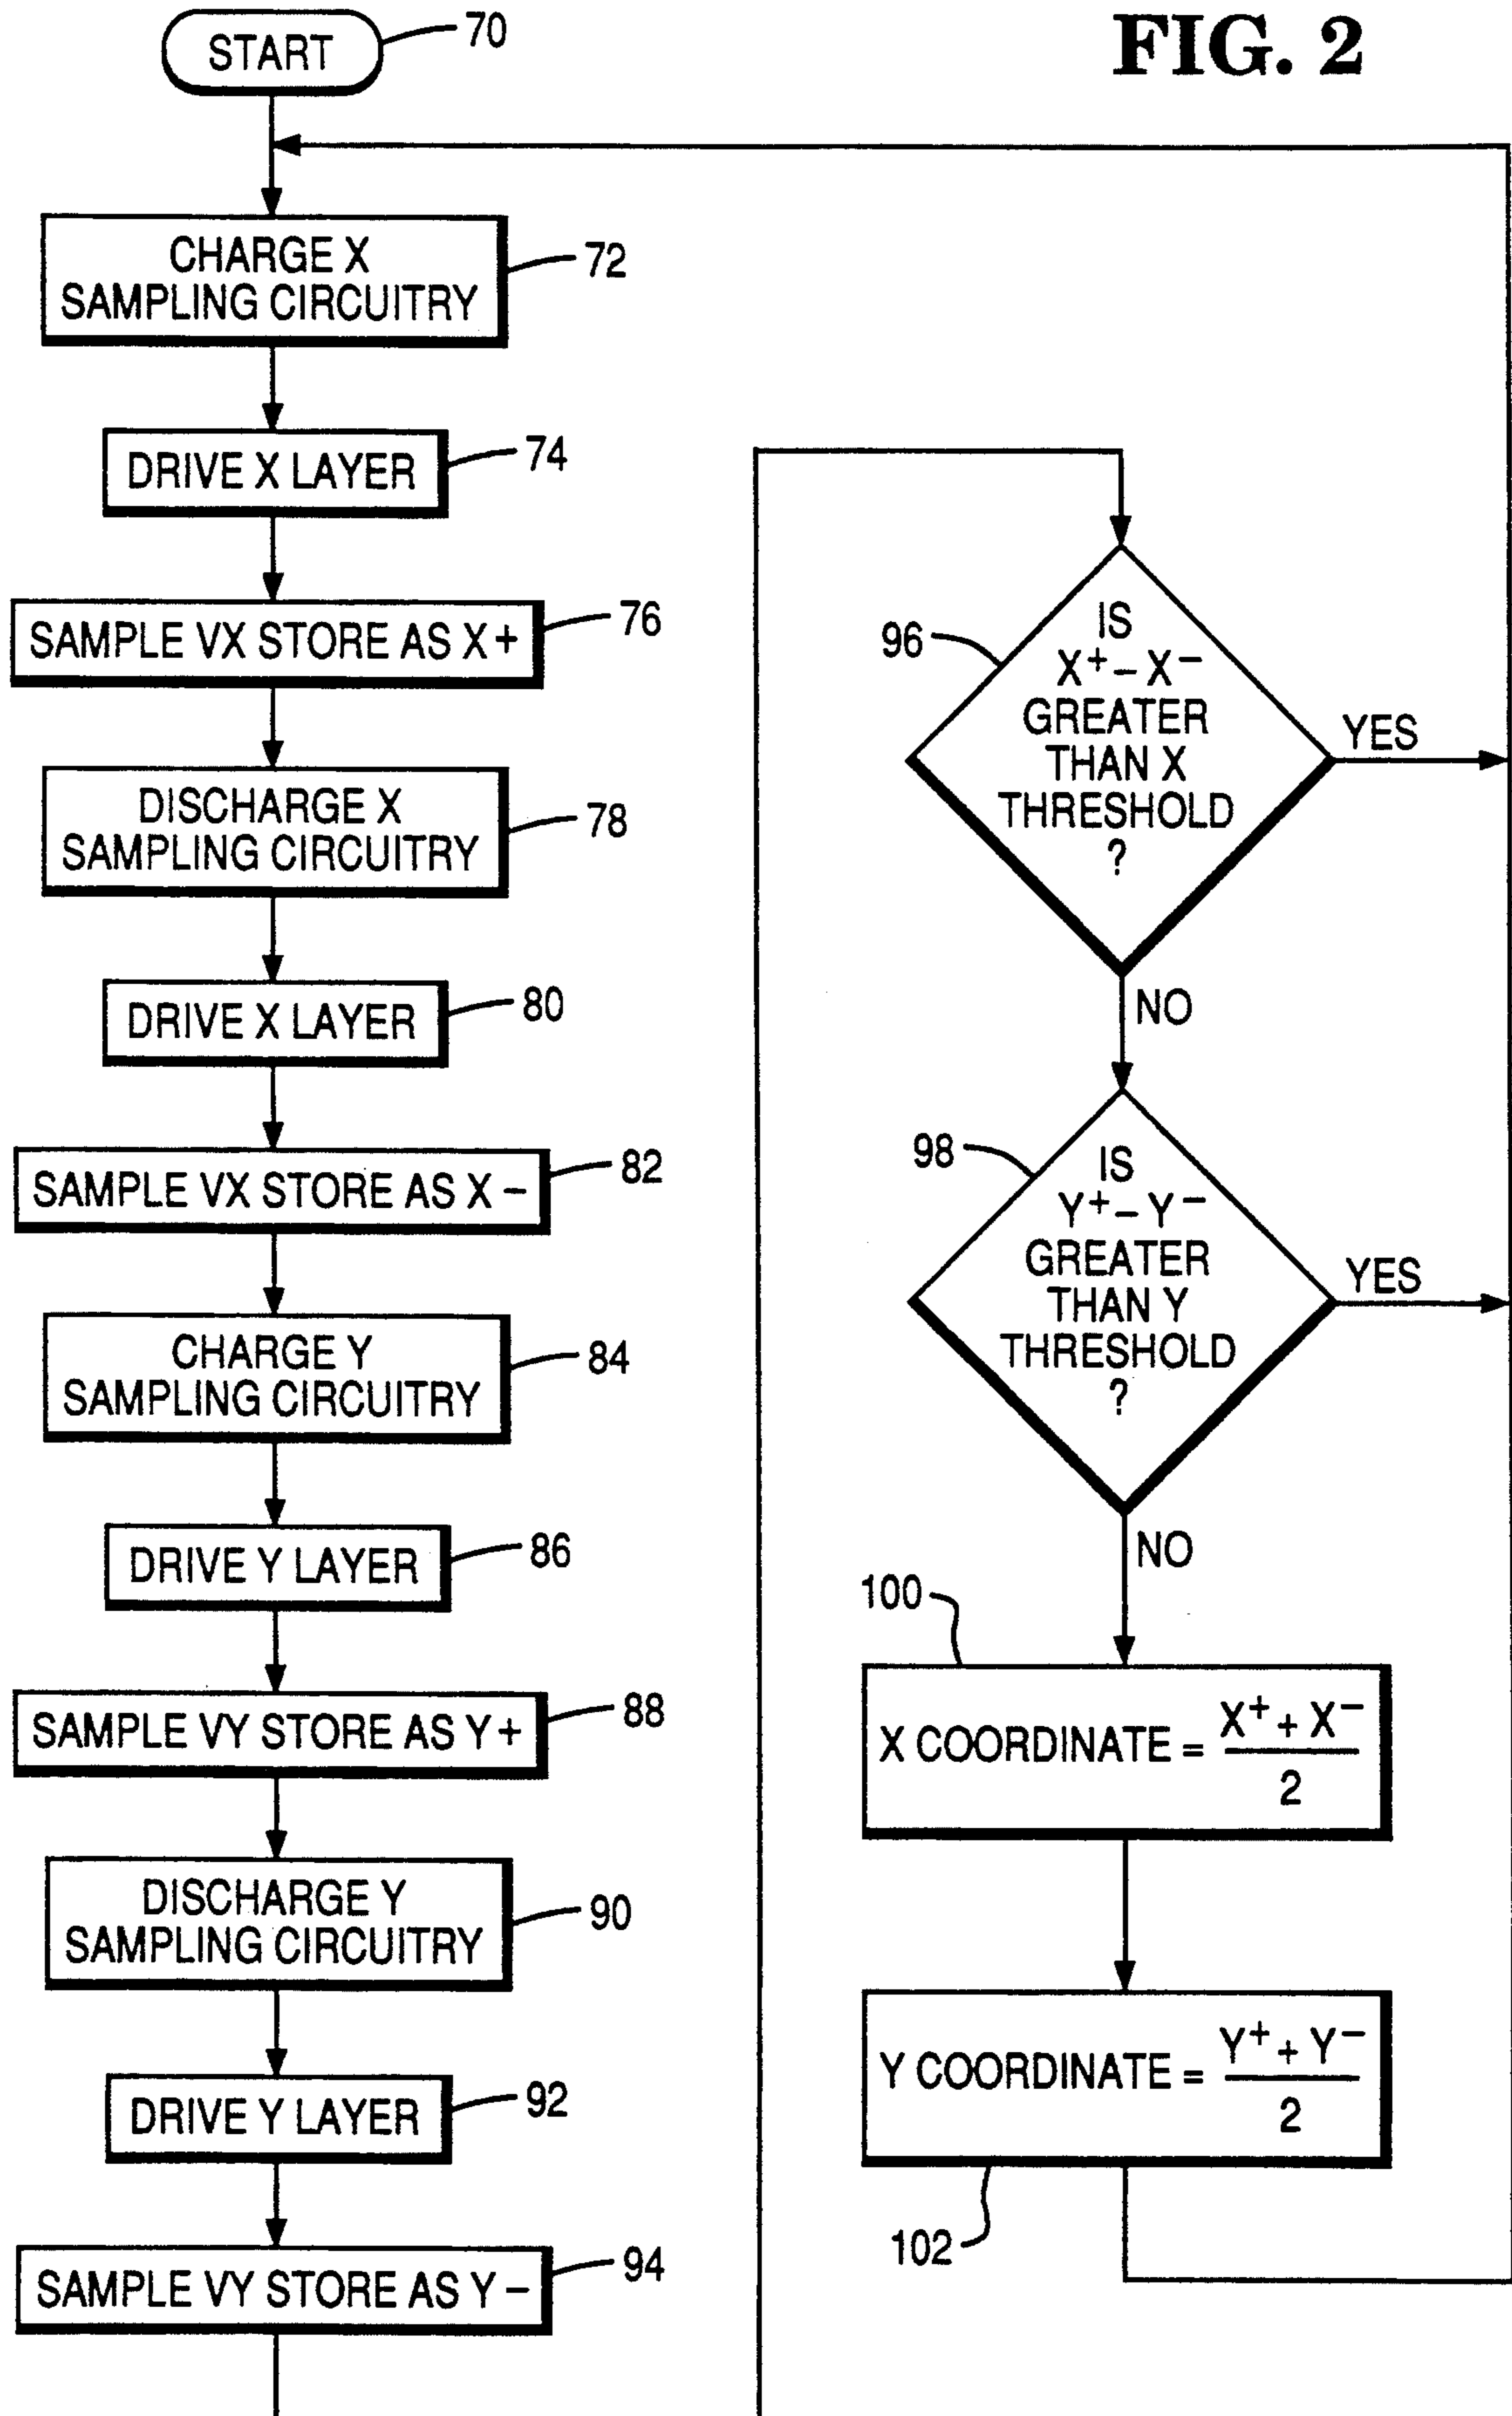 FIG. 2
START
70
CHARGE X
SAMPLING CIRCUITRY
72
DRIVE X LAYER
74
SAMPLE VX STORE AS X+
76
DISCHARGE X
SAMPLING CIRCUITRY
78
DRIVE X LAYER
80
SAMPLE VX STORE AS X−
82
CHARGE Y
SAMPLING CIRCUITRY
84
DRIVE Y LAYER
86
SAMPLE VY STORE AS Y+
88
DISCHARGE Y
SAMPLING CIRCUITRY
90
DRIVE Y LAYER
92
SAMPLE VY STORE AS Y−
94
96
IS
X⁺ − X⁻
GREATER
THAN X
THRESHOLD
?
YES
NO
98
IS
Y⁺ − Y⁻
GREATER
THAN Y
THRESHOLD
?
YES
NO
100
X COORDINATE = X⁺ + X⁻
2
Y COORDINATE = Y⁺ + Y⁻
2
102